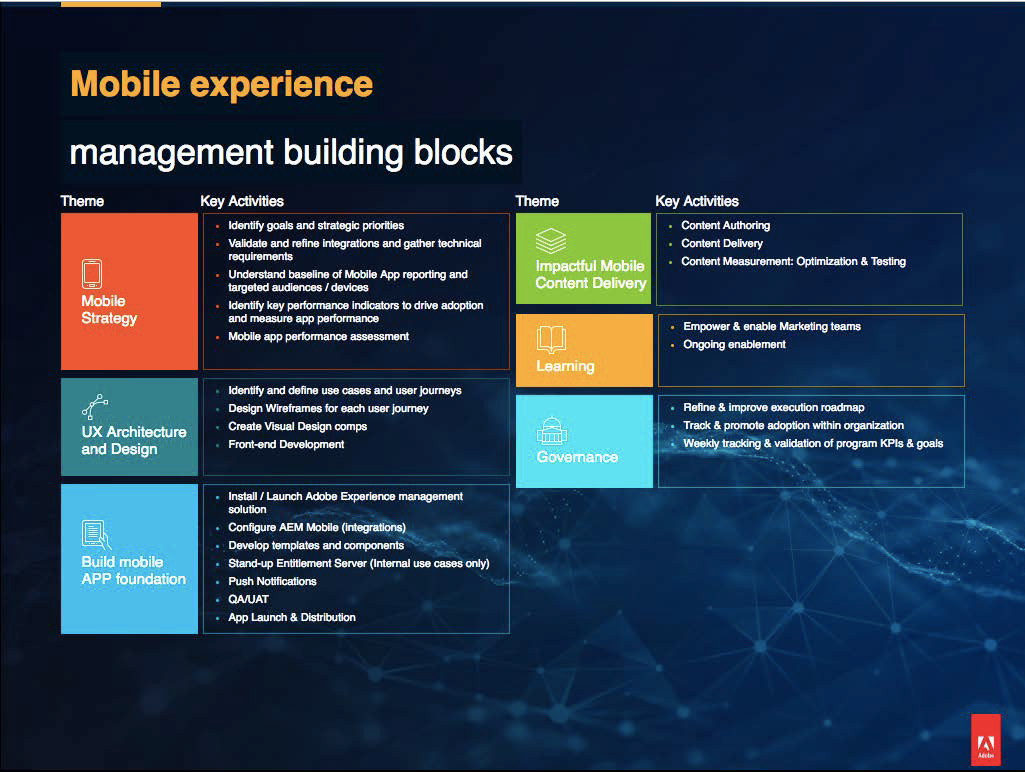 Mobile experience
management building blocks
Theme
Key Activities
Mobile
Strategy
Identify goals and strategic priorities
Validate and refine integrations and gather technical
requirements
Understand baseline of Mobile App reporting and
targeted audiences / devices
Identify key performance indicators to drive adoption
and measure app performance
Mobile app performance assessment
UX Architecture
and Design
Identify and define use cases and user journeys
Design Wireframes for each user journey
Create Visual Design comps
Front-end Development
Build mobile
APP foundation
Install / Launch Adobe Experience management
solution
Configure AEM Mobile (integrations)
Develop templates and components
Stand-up Entitlement Server (Internal use cases only)
Push Notifications
QA/UAT
App Launch & Distribution
Theme
Key Activities
Impactful Mobile
Content Delivery
Content Authoring
Content Delivery
Content Measurement: Optimization & Testing
Learning
Empower & enable Marketing teams
Ongoing enablement
Governance
Refine & improve execution roadmap
Track & promote adoption within organization
Weekly tracking & validation of program KPIs & goals
Adobe